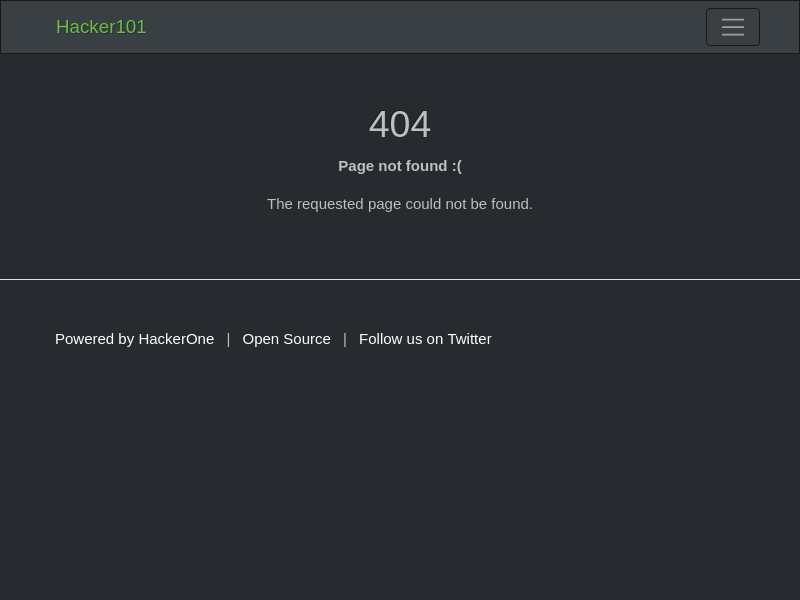 Hacker101
404
Page not found :(
The requested page could not be found.
Powered by HackerOne | Open Source | Follow us on Twitter